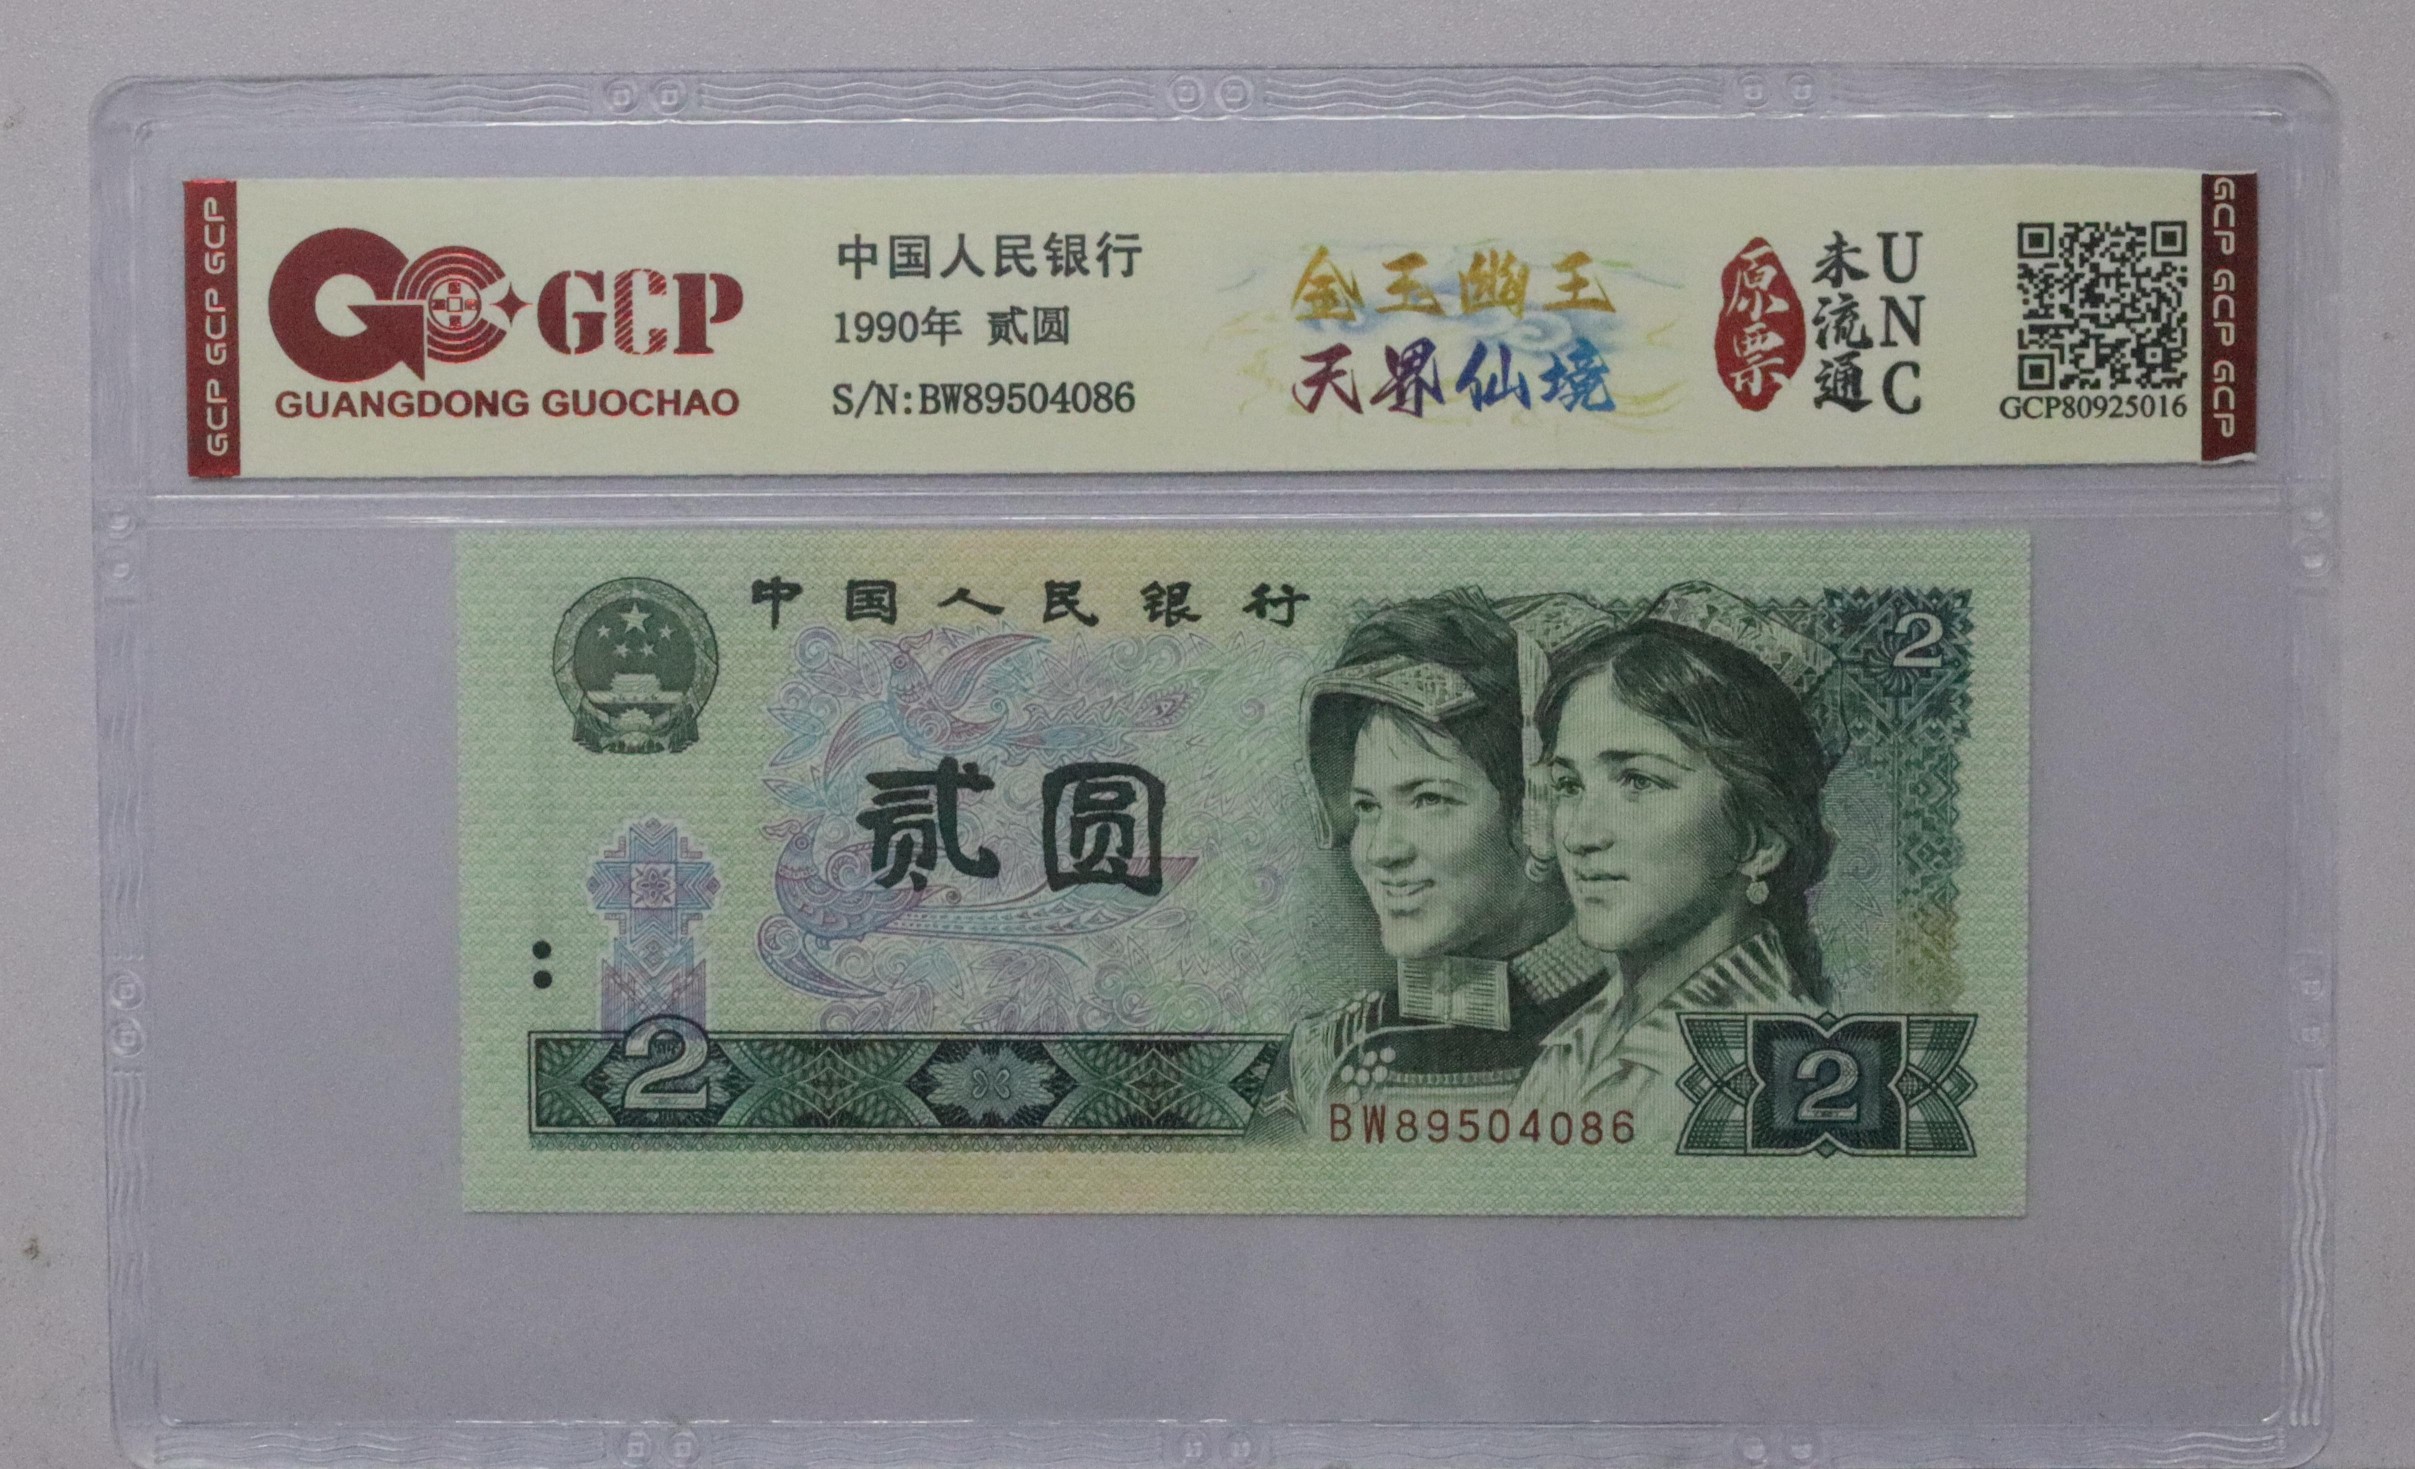 GCP GCP GCP
GCP
GUANGDONG GUOCHAO
中国人民银行
1990年 贰圆
S/N:BW89504086
金玉幽王
天界仙境
原票
未流通
UNC
GCP80925016
GCP GCP GCP
中国人民银行
2
贰圆
2
BW89504086
2